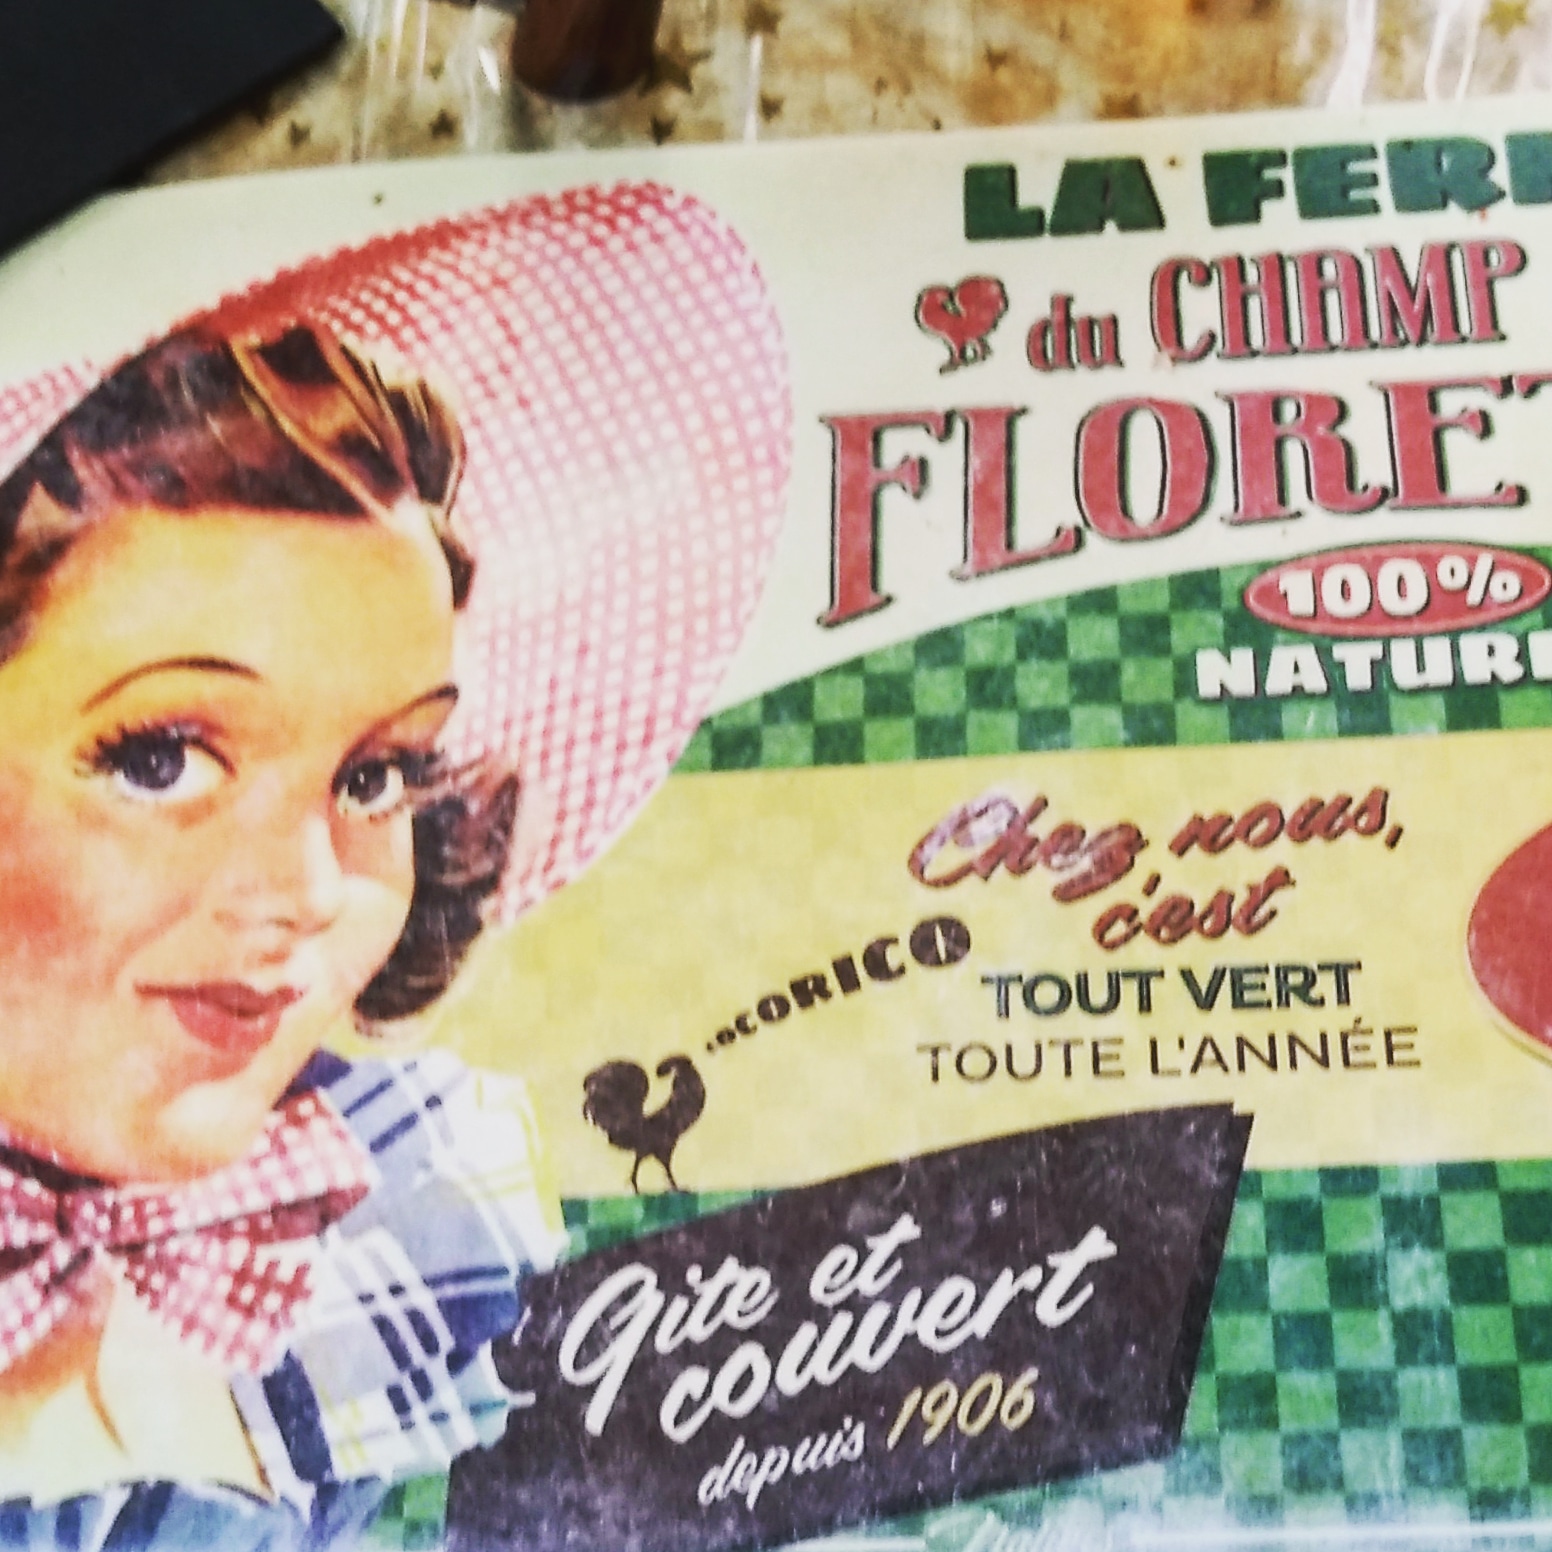 LA FER
du CHAMP
FLORE
100%
NATUR
Chez nous,
c'est
TOUT VERT
TOUTE L'ANNÉE
COCORICO
Gîte et
couvert
depuis 1906